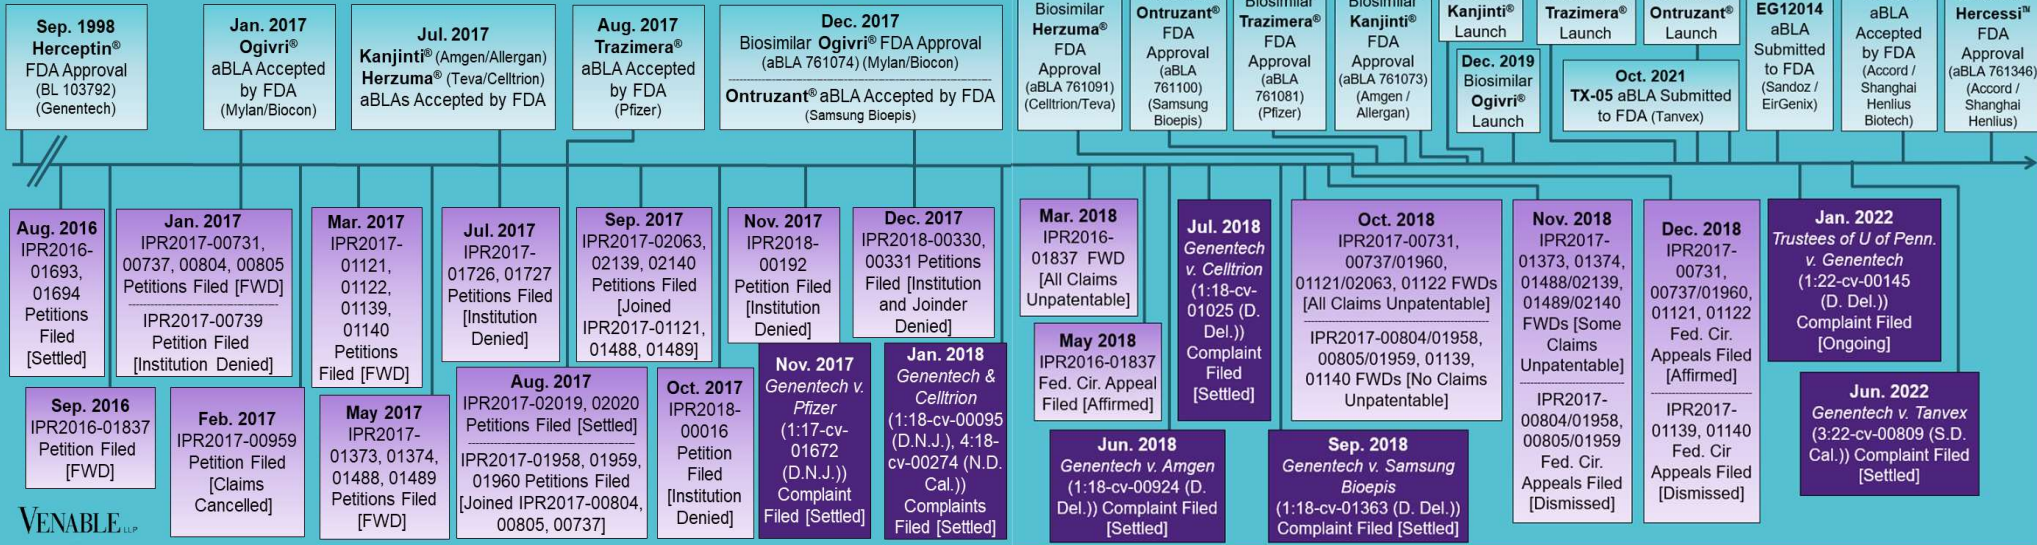 Sep. 1998
Herceptin®
FDA Approval
(BL 103792)
(Genentech)
Jan. 2017
Ogivri®
aBLA Accepted
by FDA
(Mylan/Biocon)
Jul. 2017
Kanjinti® (Amgen/Allergan)
Herzuma® (Teva/Celltrion)
aBLAs Accepted by FDA
Aug. 2017
Trazimera®
aBLA Accepted
by FDA
(Pfizer)
Dec. 2017
Biosimilar Ogivri® FDA Approval
(aBLA 761074) (Mylan/Biocon)
Ontruzant® aBLA Accepted by FDA
(Samsung Bioepis)
Biosimilar
Herzuma®
FDA
Approval
(aBLA 761091)
(Celltrion/Teva)
Ontruzant®
FDA
Approval
(aBLA
761100)
(Samsung
Bioepis)
Biosimilar
Trazimera®
FDA
Approval
(aBLA
761081)
(Pfizer)
Biosimilar
Kanjinti®
FDA
Approval
(aBLA 761073)
(Amgen /
Allergan)
Kanjinti®
Launch
Dec. 2019
Biosimilar
Ogivri®
Launch
Trazimera®
Launch
Ontruzant®
Launch
Oct. 2021
TX-05 aBLA Submitted
to FDA (Tanvex)
EG12014
aBLA
Submitted
to FDA
(Sandoz /
EirGenix)
aBLA
Accepted
by FDA
(Accord /
Shanghai
Henlius
Biotech)
Hercessi™
FDA
Approval
(aBLA 761346)
(Accord /
Shanghai
Henlius)
Aug. 2016
IPR2016-
01693,
01694
Petitions
Filed
[Settled]
Sep. 2016
IPR2016-01837
Petition Filed
[FWD]
Jan. 2017
IPR2017-00731,
00737, 00804, 00805
Petitions Filed [FWD]
IPR2017-00739
Petition Filed
[Institution Denied]
Feb. 2017
IPR2017-00959
Petition Filed
[Claims
Cancelled]
Mar. 2017
IPR2017-
01121,
01122,
01139,
01140
Petitions
Filed [FWD]
May 2017
IPR2017-
01373, 01374,
01488, 01489
Petitions Filed
[FWD]
Jul. 2017
IPR2017-
01726, 01727
Petitions Filed
[Institution
Denied]
Aug. 2017
IPR2017-02019, 02020
Petitions Filed [Settled]
IPR2017-01958, 01959,
01960 Petitions Filed
[Joined IPR2017-00804,
00805, 00737]
Sep. 2017
IPR2017-02063,
02139, 02140
Petitions Filed
[Joined
IPR2017-01121,
01488, 01489]
Oct. 2017
IPR2018-
00016
Petition
Filed
[Institution
Denied]
Nov. 2017
IPR2018-
00192
Petition Filed
[Institution
Denied]
Nov. 2017
Genentech v.
Pfizer
(1:17-cv-
01672
(D.N.J.))
Complaint
Filed [Settled]
Dec. 2017
IPR2018-00330,
00331 Petitions
Filed [Institution
and Joinder
Denied]
Jan. 2018
Genentech &
Celltrion
(1:18-cv-00095
(D.N.J.), 4:18-
cv-00274 (N.D.
Cal.))
Complaints
Filed [Settled]
Mar. 2018
IPR2016-
01837 FWD
[All Claims
Unpatentable]
May 2018
IPR2016-01837
Fed. Cir. Appeal
Filed [Affirmed]
Jun. 2018
Genentech v. Amgen
(1:18-cv-00924 (D.
Del.)) Complaint Filed
[Settled]
Jul. 2018
Genentech
v. Celltrion
(1:18-cv-
01025 (D.
Del.))
Complaint
Filed
[Settled]
Sep. 2018
Genentech v. Samsung
Bioepis
(1:18-cv-01363 (D. Del.))
Complaint Filed [Settled]
Oct. 2018
IPR2017-00731,
00737/01960,
01121/02063, 01122 FWDs
[All Claims Unpatentable]
IPR2017-00804/01958,
00805/01959, 01139,
01140 FWDs [No Claims
Unpatentable]
Nov. 2018
IPR2017-
01373, 01374,
01488/02139,
01489/02140
FWDs [Some
Claims
Unpatentable]
IPR2017-
00804/01958,
00805/01959
Fed. Cir.
Appeals Filed
[Dismissed]
Dec. 2018
IPR2017-
00731,
00737/01960,
01121, 01122
Fed. Cir.
Appeals Filed
[Affirmed]
IPR2017-
01139, 01140
Fed. Cir
Appeals Filed
[Dismissed]
Jan. 2022
Trustees of U of Penn.
v. Genentech
(1:22-cv-00145
(D. Del.))
Complaint Filed
[Ongoing]
Jun. 2022
Genentech v. Tanvex
(3:22-cv-00809 (S.D.
Cal.)) Complaint Filed
[Settled]
VENABLE LLP